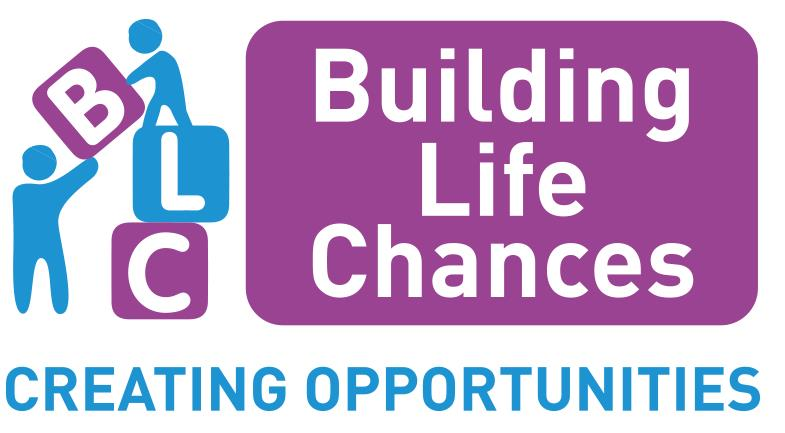 B
L
C
Building
Life
Chances
CREATING OPPORTUNITIES